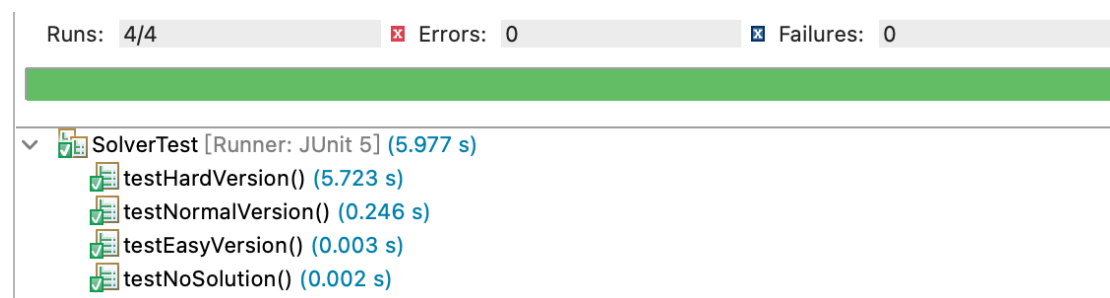 Runs: 4/4 Errors: 0 Failures: 0
SolverTest [Runner: JUnit 5] (5.977 s)
testHardVersion() (5.723 s)
testNormalVersion() (0.246 s)
testEasyVersion() (0.003 s)
testNoSolution() (0.002 s)